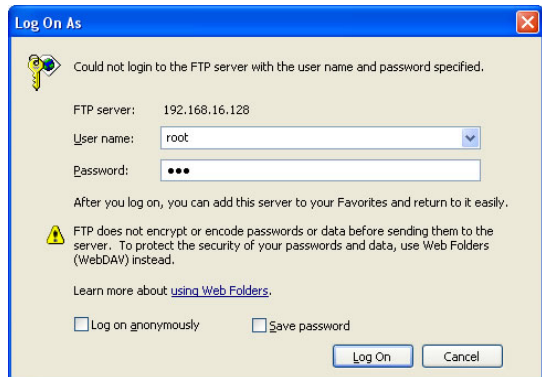 Log On As
Could not login to the FTP server with the user name and password specified.
FTP server: 192.168.16.128
User name: root
Password: •••
After you log on, you can add this server to your Favorites and return to it easily.
FTP does not encrypt or encode passwords or data before sending them to the
server. To protect the security of your passwords and data, use Web Folders
(WebDAV) instead.
Learn more about using Web Folders.
Log on anonymously Save password
Log On Cancel